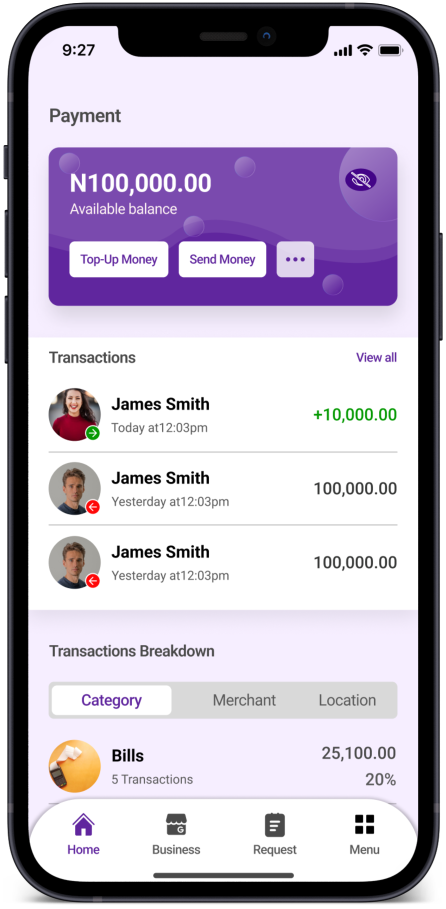 9:27
Payment
N100,000.00
Available balance
Top-Up Money Send Money
Transactions View all
James Smith
+10,000.00
Today at12:03pm
James Smith
100,000.00
Yesterday at12:03pm
James Smith
100,000.00
Yesterday at12:03pm
Transactions Breakdown
Category Merchant Location
Bills 25,100.00
5 Transactions 20%
G
Home Business Request Menu